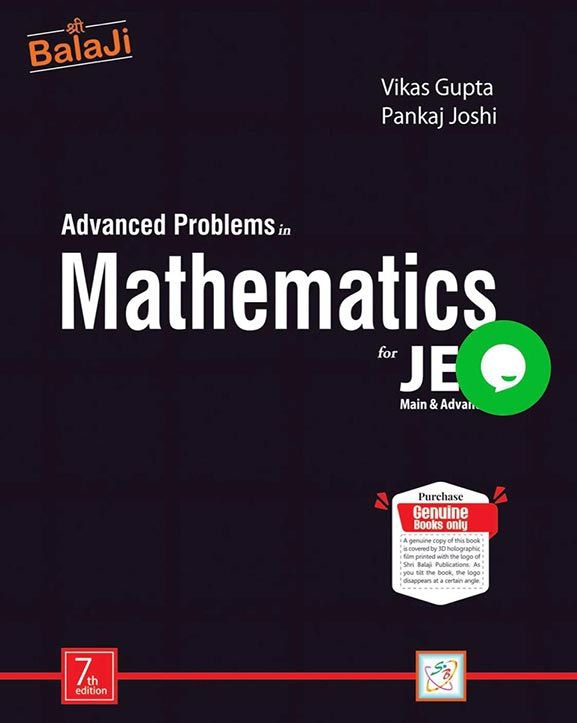 श्री
BalaJi
Vikas Gupta
Pankaj Joshi
Advanced Problems in
Mathematics
for JE
Main & Advan
Purchase
Genuine
Books only
A genuine copy of this book
is covered by 3D holographic
film printed with the logo of
Shri Balaji Publications. As
you tilt the book, the logo
disappears at a certain angle.
7th
edition
S.B